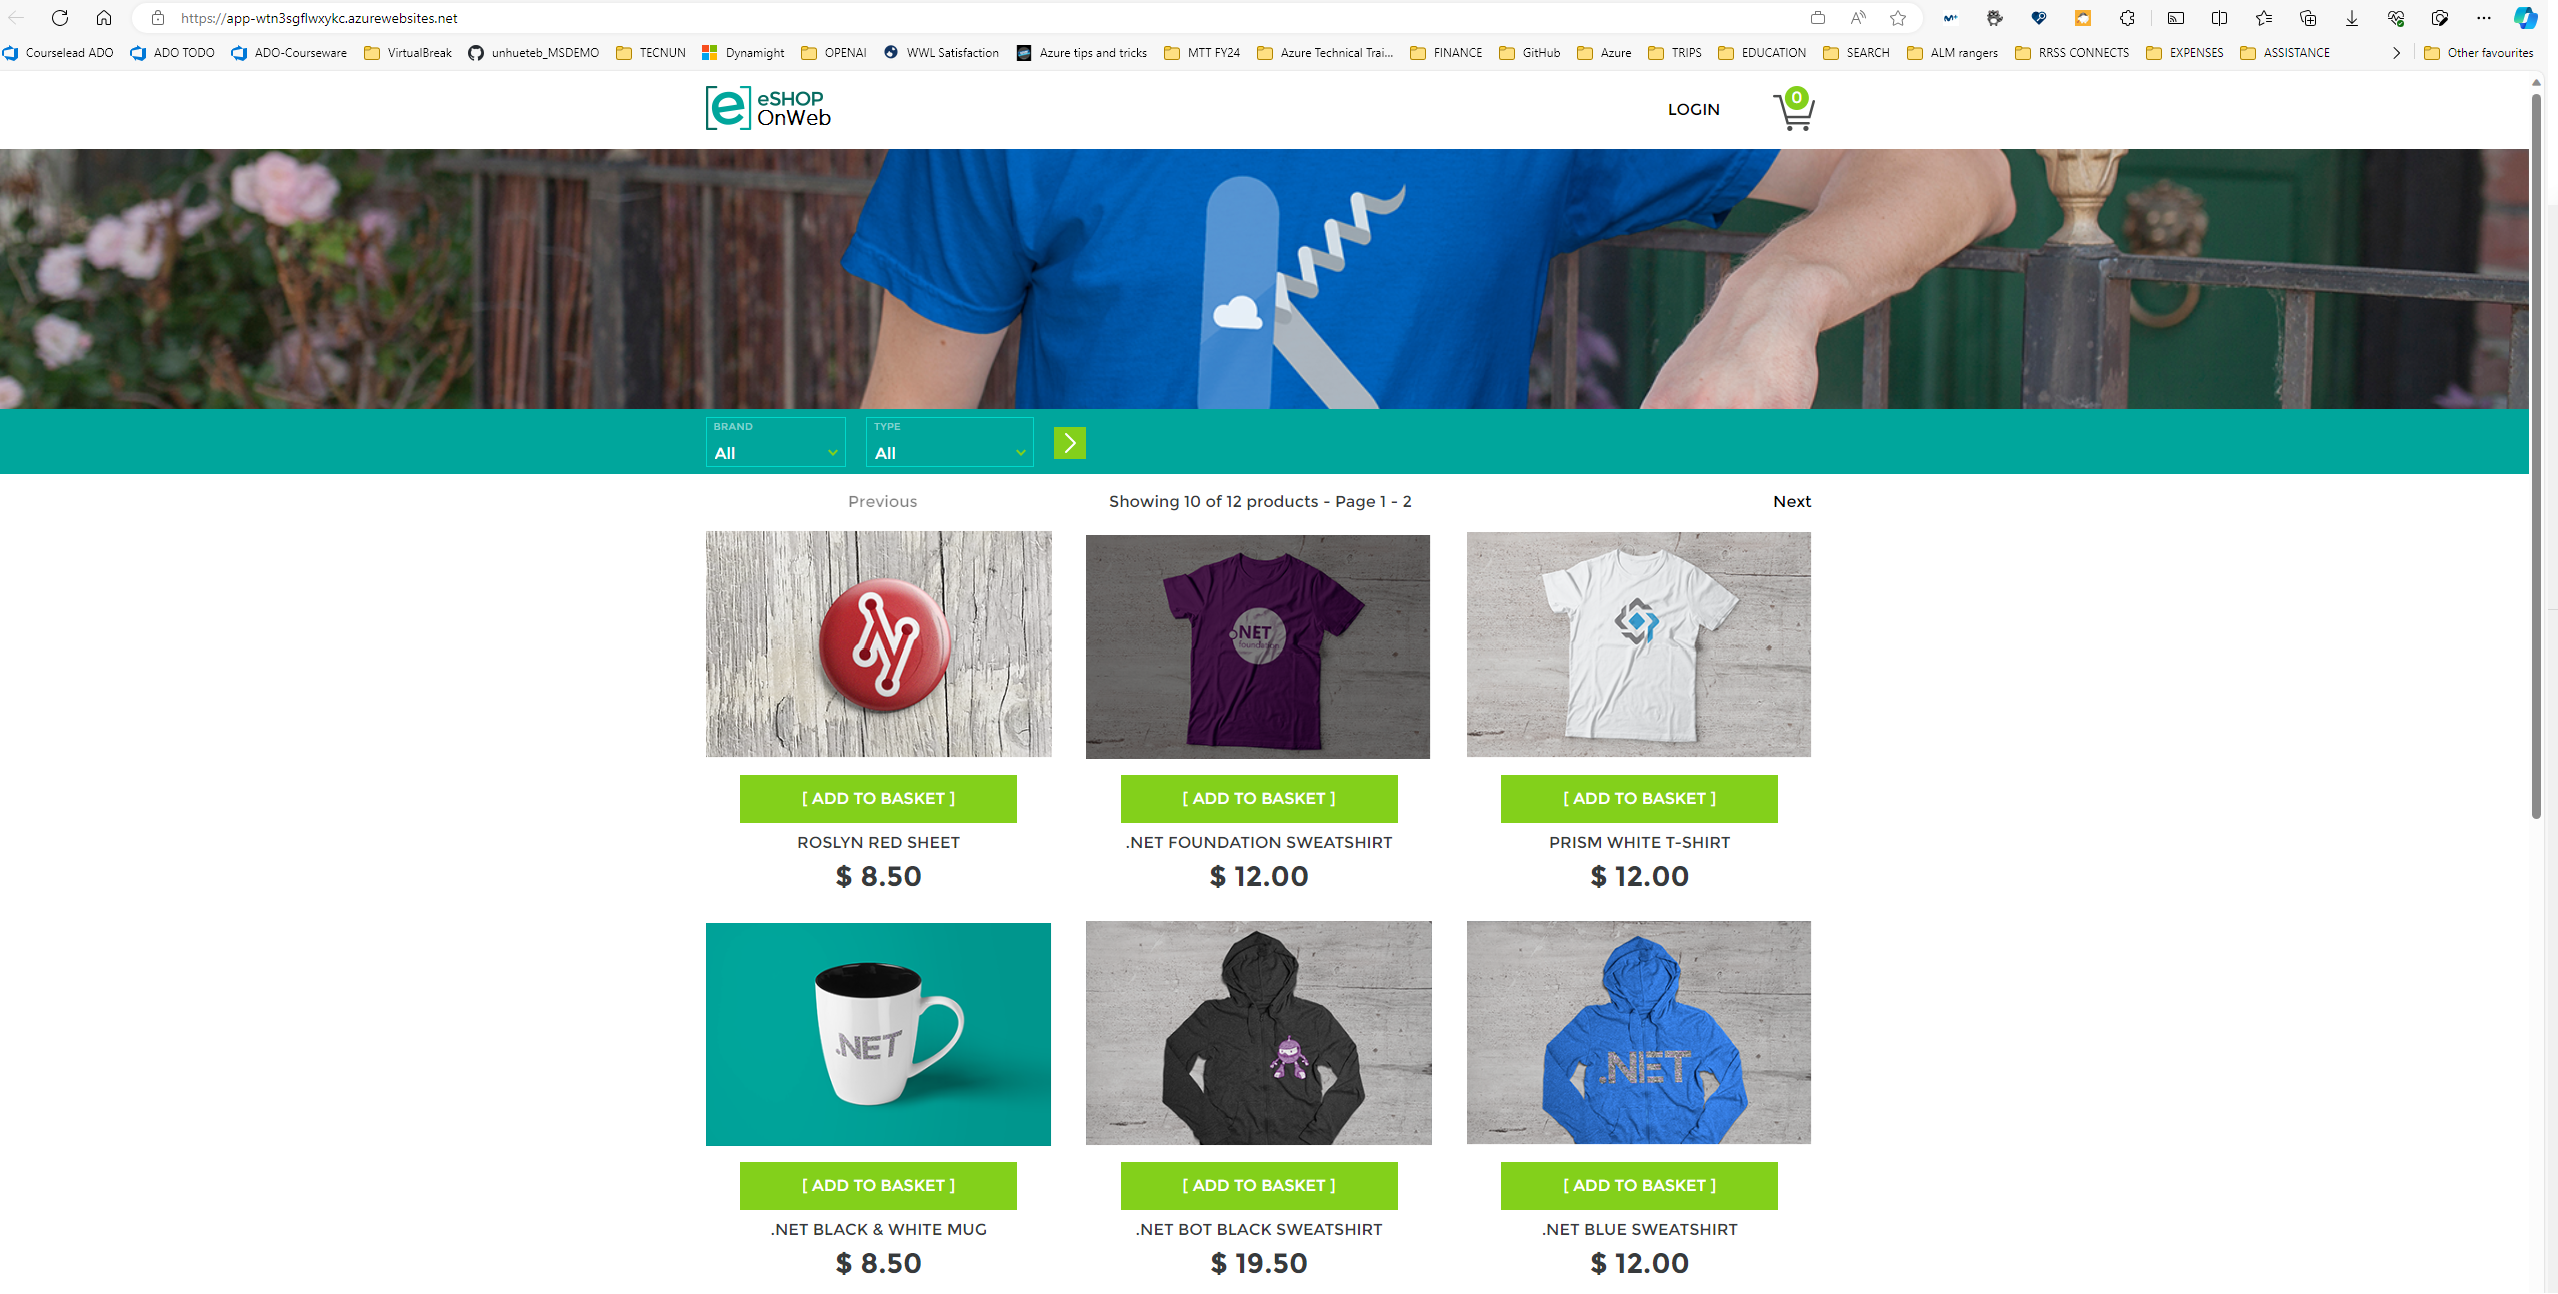 https://app-wtn3sgflwxykc.azurewebsites.net
Courselead ADO ADO TODO ADO-Courseware VirtualBreak unhueteb_MSDEMO TECNUN Dynamight OPENAI WWL Satisfaction Azure tips and tricks MTT FY24 Azure Technical Trai... FINANCE GitHub Azure TRIPS EDUCATION SEARCH ALM rangers RRSS CONNECTS EXPENSES ASSISTANCE Other favourites
[e] eSHOP
OnWeb
LOGIN
0
BRAND
All
TYPE
All
Previous Showing 10 of 12 products - Page 1 - 2 Next
.NET
foundation
[ ADD TO BASKET ] [ ADD TO BASKET ] [ ADD TO BASKET ]
ROSLYN RED SHEET .NET FOUNDATION SWEATSHIRT PRISM WHITE T-SHIRT
$ 8.50 $ 12.00 $ 12.00
.NET .NET
[ ADD TO BASKET ] [ ADD TO BASKET ] [ ADD TO BASKET ]
.NET BLACK & WHITE MUG .NET BOT BLACK SWEATSHIRT .NET BLUE SWEATSHIRT
$ 8.50 $ 19.50 $ 12.00